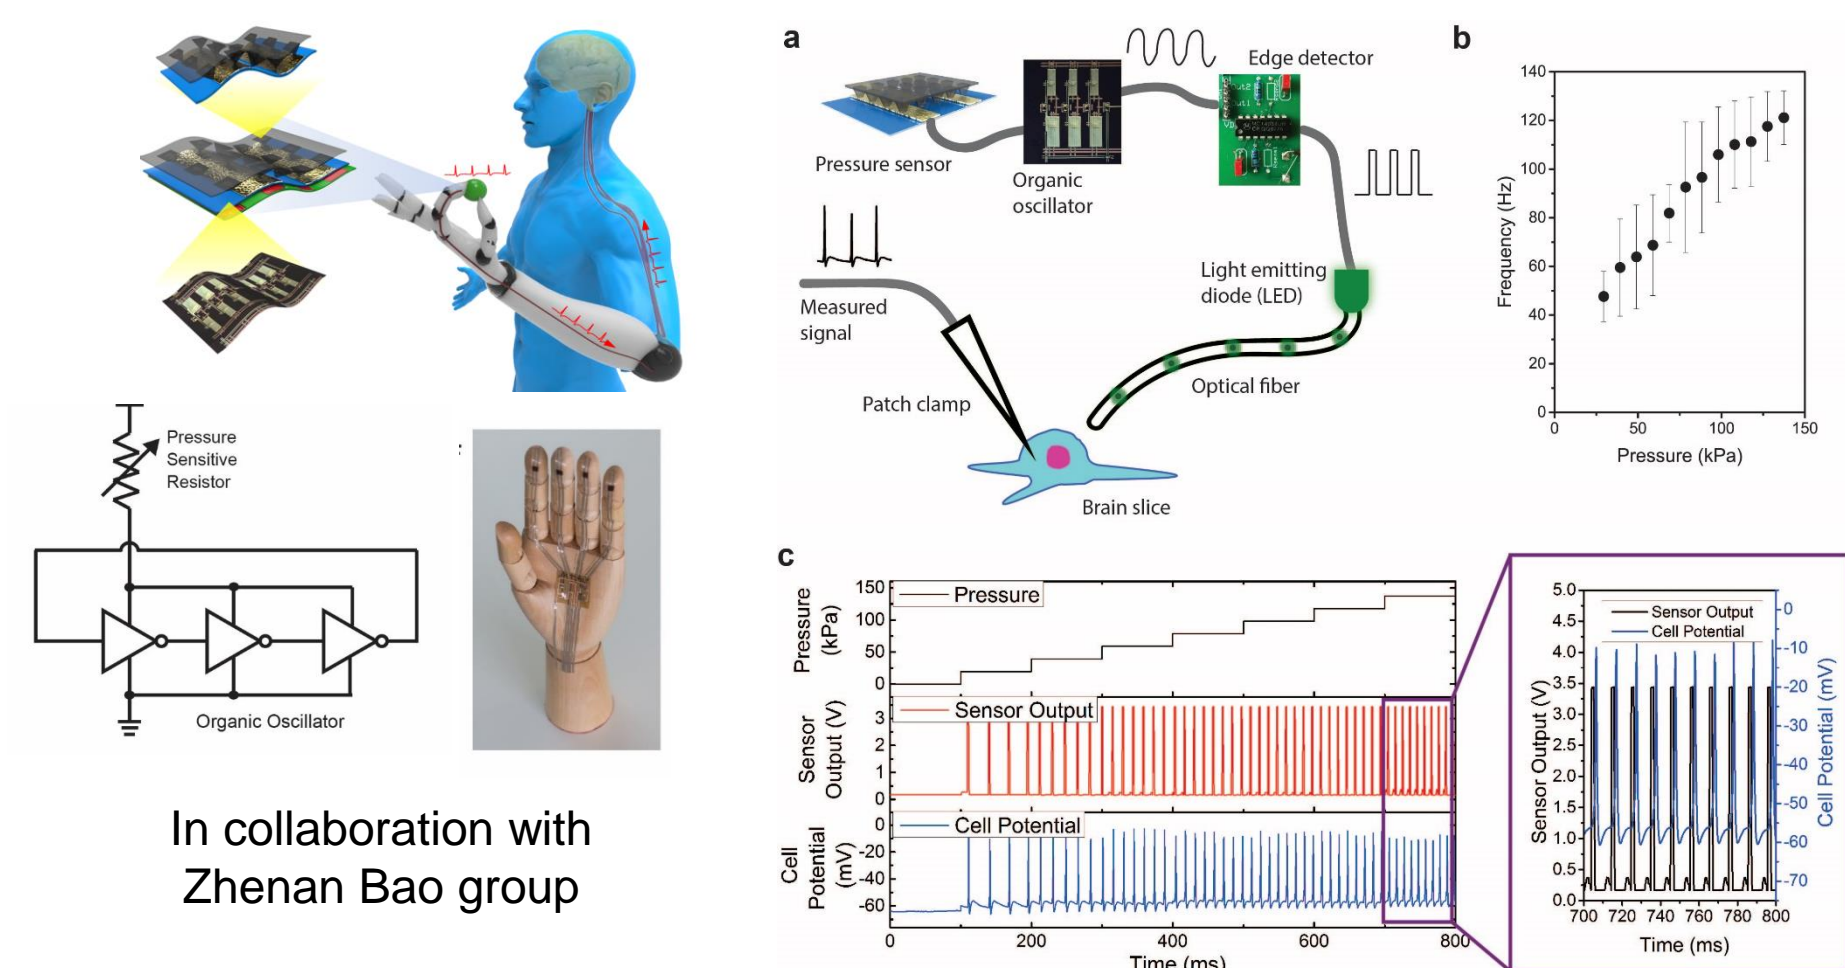 Pressure
Sensitive
Resistor
Organic Oscillator
In collaboration with
Zhenan Bao group
a
Pressure sensor
Organic
oscillator
Edge detector
Measured
signal
Light emitting
diode (LED)
Patch clamp
Optical fiber
Brain slice
b
140
120
100
80
60
40
20
0
Frequency (Hz)
0 50 100 150
Pressure (kPa)
c
150
100
50
0
Pressure
(kPa)
Pressure
3
2
1
0
Sensor
Output (V)
Sensor Output
0
-20
-40
-60
Cell
Potential
(mV)
Cell Potential
0 200 400 600 800
Time (ms)
5.0
4.5
4.0
3.5
3.0
2.5
2.0
1.5
1.0
0.5
0.0
Sensor Output (V)
Sensor Output
Cell Potential
0
-10
-20
-30
-40
-50
-60
-70
Cell Potential (mV)
700 720 740 760 780 800
Time (ms)